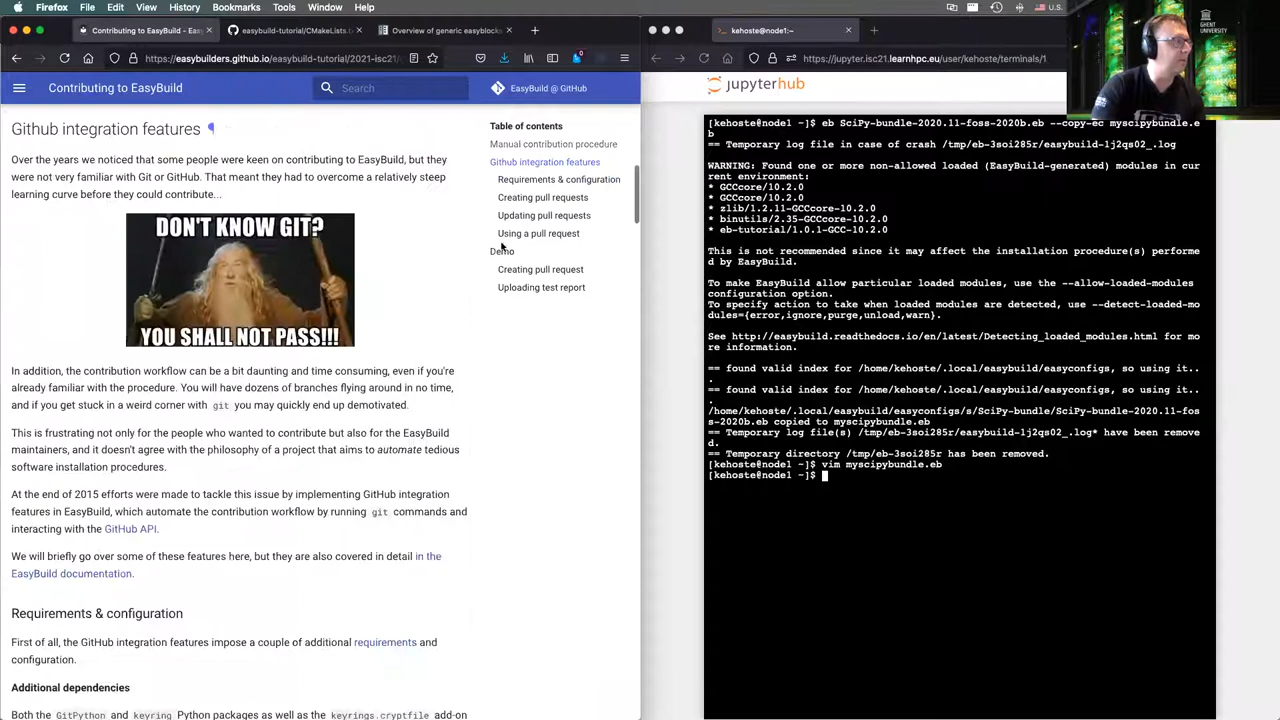 Firefox File Edit View History Bookmarks Tools Window Help
U.S.
Contributing to EasyBuild - Eas
easybuild-tutorial/CMakeLists.t
Overview of generic easyblocks
kehoste@node1:~
https://easybuilders.github.io/easybuild-tutorial/2021-isc21/
https://jupyter.isc21.learnhpc.eu/user/kehoste/terminals/1
GHENT
UNIVERSITY
Contributing to EasyBuild
Search
EasyBuild @ GitHub
jupyterhub
Github integration features
Over the years we noticed that some people were keen on contributing to EasyBuild, but they
were not very familiar with Git or GitHub. That meant they had to overcome a relatively steep
learning curve before they could contribute...
DON'T KNOW GIT?
YOU SHALL NOT PASS!!!
In addition, the contribution workflow can be a bit daunting and time consuming, even if you're
already familiar with the procedure. You will have dozens of branches flying around in no time,
and if you get stuck in a weird corner with git you may quickly end up demotivated.
This is frustrating not only for the people who wanted to contribute but also for the EasyBuild
maintainers, and it doesn't agree with the philosophy of a project that aims to automate tedious
software installation procedures.
At the end of 2015 efforts were made to tackle this issue by implementing GitHub integration
features in EasyBuild, which automate the contribution workflow by running git commands and
interacting with the GitHub API.
We will briefly go over some of these features here, but they are also covered in detail in the
EasyBuild documentation.
Requirements & configuration
First of all, the GitHub integration features impose a couple of additional requirements and
configuration.
Additional dependencies
Both the GitPython and keyring Python packages as well as the keyrings.cryptfile add-on
Table of contents
Manual contribution procedure
Github integration features
Requirements & configuration
Creating pull requests
Updating pull requests
Using a pull request
Demo
Creating pull request
Uploading test report
[kehoste@node1 ~]$ eb SciPy-bundle-2020.11-foss-2020b.eb --copy-ec myscipybundle.e
b
== Temporary log file in case of crash /tmp/eb-3soi285r/easybuild-lj2qs02_.log
WARNING: Found one or more non-allowed loaded (EasyBuild-generated) modules in cur
rent environment:
* GCCcore/10.2.0
* GCC/10.2.0
* zlib/1.2.11-GCCcore-10.2.0
* binutils/2.35-GCCcore-10.2.0
* eb-tutorial/1.0.1-GCC-10.2.0
This is not recommended since it may affect the installation procedure(s) performe
d by EasyBuild.
To make EasyBuild allow particular loaded modules, use the --allow-loaded-modules
configuration option.
To specify action to take when loaded modules are detected, use --detect-loaded-mo
dules={error,ignore,purge,unload,warn}.
See http://easybuild.readthedocs.io/en/latest/Detecting_loaded_modules.html for mo
re information.
== found valid index for /home/kehoste/.local/easybuild/easyconfigs, so using it..
.
== found valid index for /home/kehoste/.local/easybuild/easyconfigs, so using it..
.
/home/kehoste/.local/easybuild/easyconfigs/s/SciPy-bundle/SciPy-bundle-2020.11-fos
s-2020b.eb copied to myscipybundle.eb
== Temporary log file(s) /tmp/eb-3soi285r/easybuild-lj2qs02_.log* have been remove
d.
== Temporary directory /tmp/eb-3soi285r has been removed.
[kehoste@node1 ~]$ vim myscipybundle.eb
[kehoste@node1 ~]$